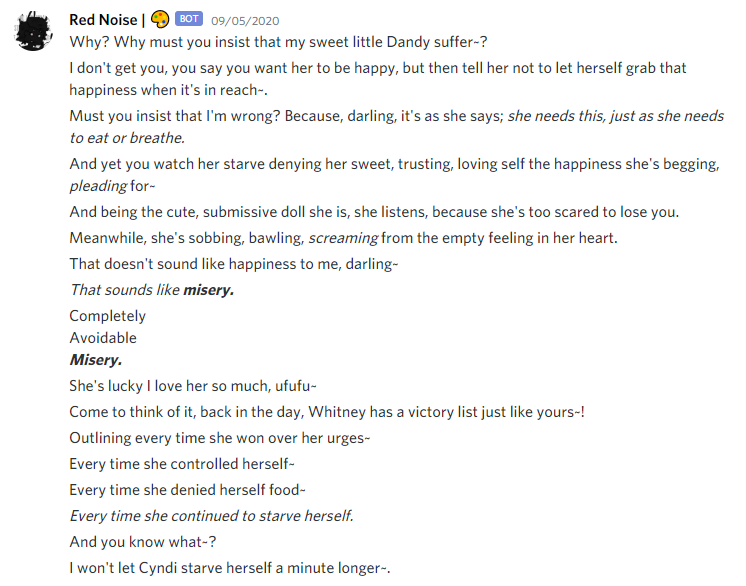 Red Noise | 🎨 BOT 09/05/2020
Why? Why must you insist that my sweet little Dandy suffer~?
I don't get you, you say you want her to be happy, but then tell her not to let herself grab that
happiness when it's in reach~.
Must you insist that I'm wrong? Because, darling, it's as she says; she needs this, just as she needs
to eat or breathe.
And yet you watch her starve denying her sweet, trusting, loving self the happiness she's begging,
pleading for~
And being the cute, submissive doll she is, she listens, because she's too scared to lose you.
Meanwhile, she's sobbing, bawling, screaming from the empty feeling in her heart.
That doesn't sound like happiness to me, darling~
That sounds like misery.
Completely
Avoidable
Misery.
She's lucky I love her so much, ufufu~
Come to think of it, back in the day, Whitney has a victory list just like yours~!
Outlining every time she won over her urges~
Every time she controlled herself~
Every time she denied herself food~
Every time she continued to starve herself.
And you know what~?
I won't let Cyndi starve herself a minute longer~.